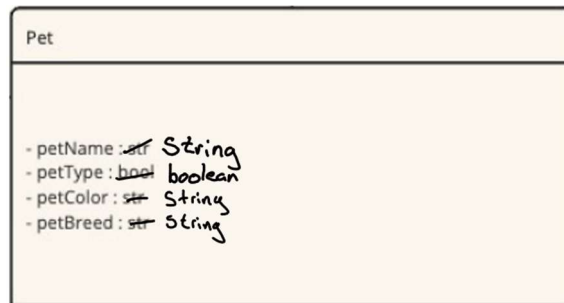 Pet
- petName : str String
- petType : bool boolean
- petColor : str String
- petBreed : str String